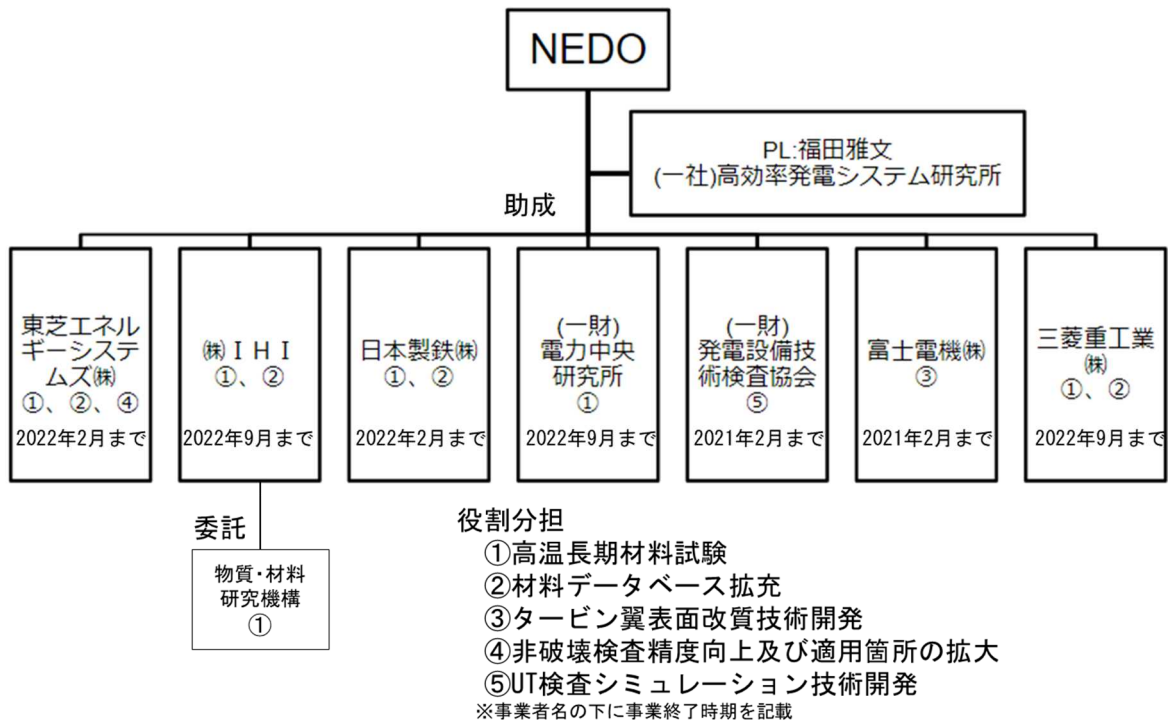 NEDO
PL:福田雅文
(一社)高効率発電システム研究所
助成
東芝エネル
ギーシステ
ムズ㈱
①、②、④
2022年2月まで
㈱ＩＨＩ
①、②
2022年9月まで
日本製鉄㈱
①、②
2022年2月まで
(一財)
電力中央
研究所
①
2022年9月まで
(一財)
発電設備技
術検査協会
⑤
2021年2月まで
富士電機㈱
③
2021年2月まで
三菱重工業
㈱
①、②
2022年9月まで
委託
物質・材料
研究機構
①
役割分担
①高温長期材料試験
②材料データベース拡充
③タービン翼表面改質技術開発
④非破壊検査精度向上及び適用箇所の拡大
⑤UT検査シミュレーション技術開発
※事業者名の下に事業終了時期を記載